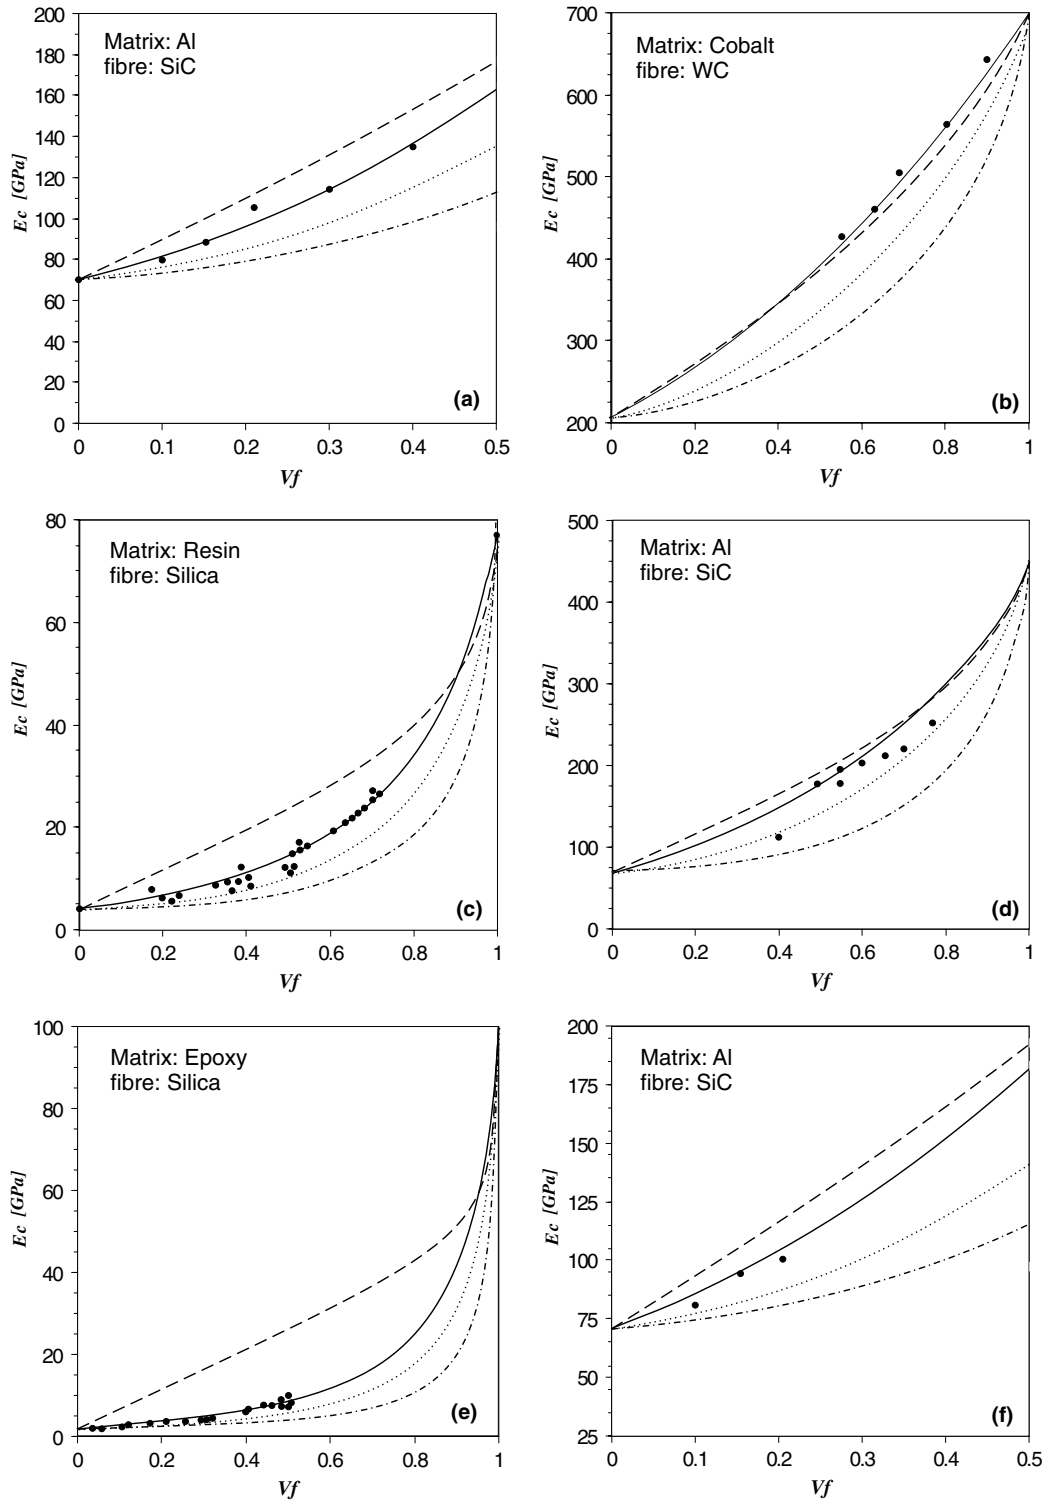 200
180
160
140
120
100
80
60
40
20
0
Ec [GPa]
Matrix: Al
fibre: SiC
(a)
0 0.1 0.2 0.3 0.4 0.5
Vf
700
600
500
400
300
200
Ec [GPa]
Matrix: Cobalt
fibre: WC
(b)
0 0.2 0.4 0.6 0.8 1
Vf
80
60
40
20
0
Ec [GPa]
Matrix: Resin
fibre: Silica
(c)
0 0.2 0.4 0.6 0.8 1
Vf
500
400
300
200
100
0
Ec [GPa]
Matrix: Al
fibre: SiC
(d)
0 0.2 0.4 0.6 0.8 1
Vf
100
80
60
40
20
0
Ec [GPa]
Matrix: Epoxy
fibre: Silica
(e)
0 0.2 0.4 0.6 0.8 1
Vf
200
175
150
125
100
75
50
25
Ec [GPa]
Matrix: Al
fibre: SiC
(f)
0 0.1 0.2 0.3 0.4 0.5
Vf